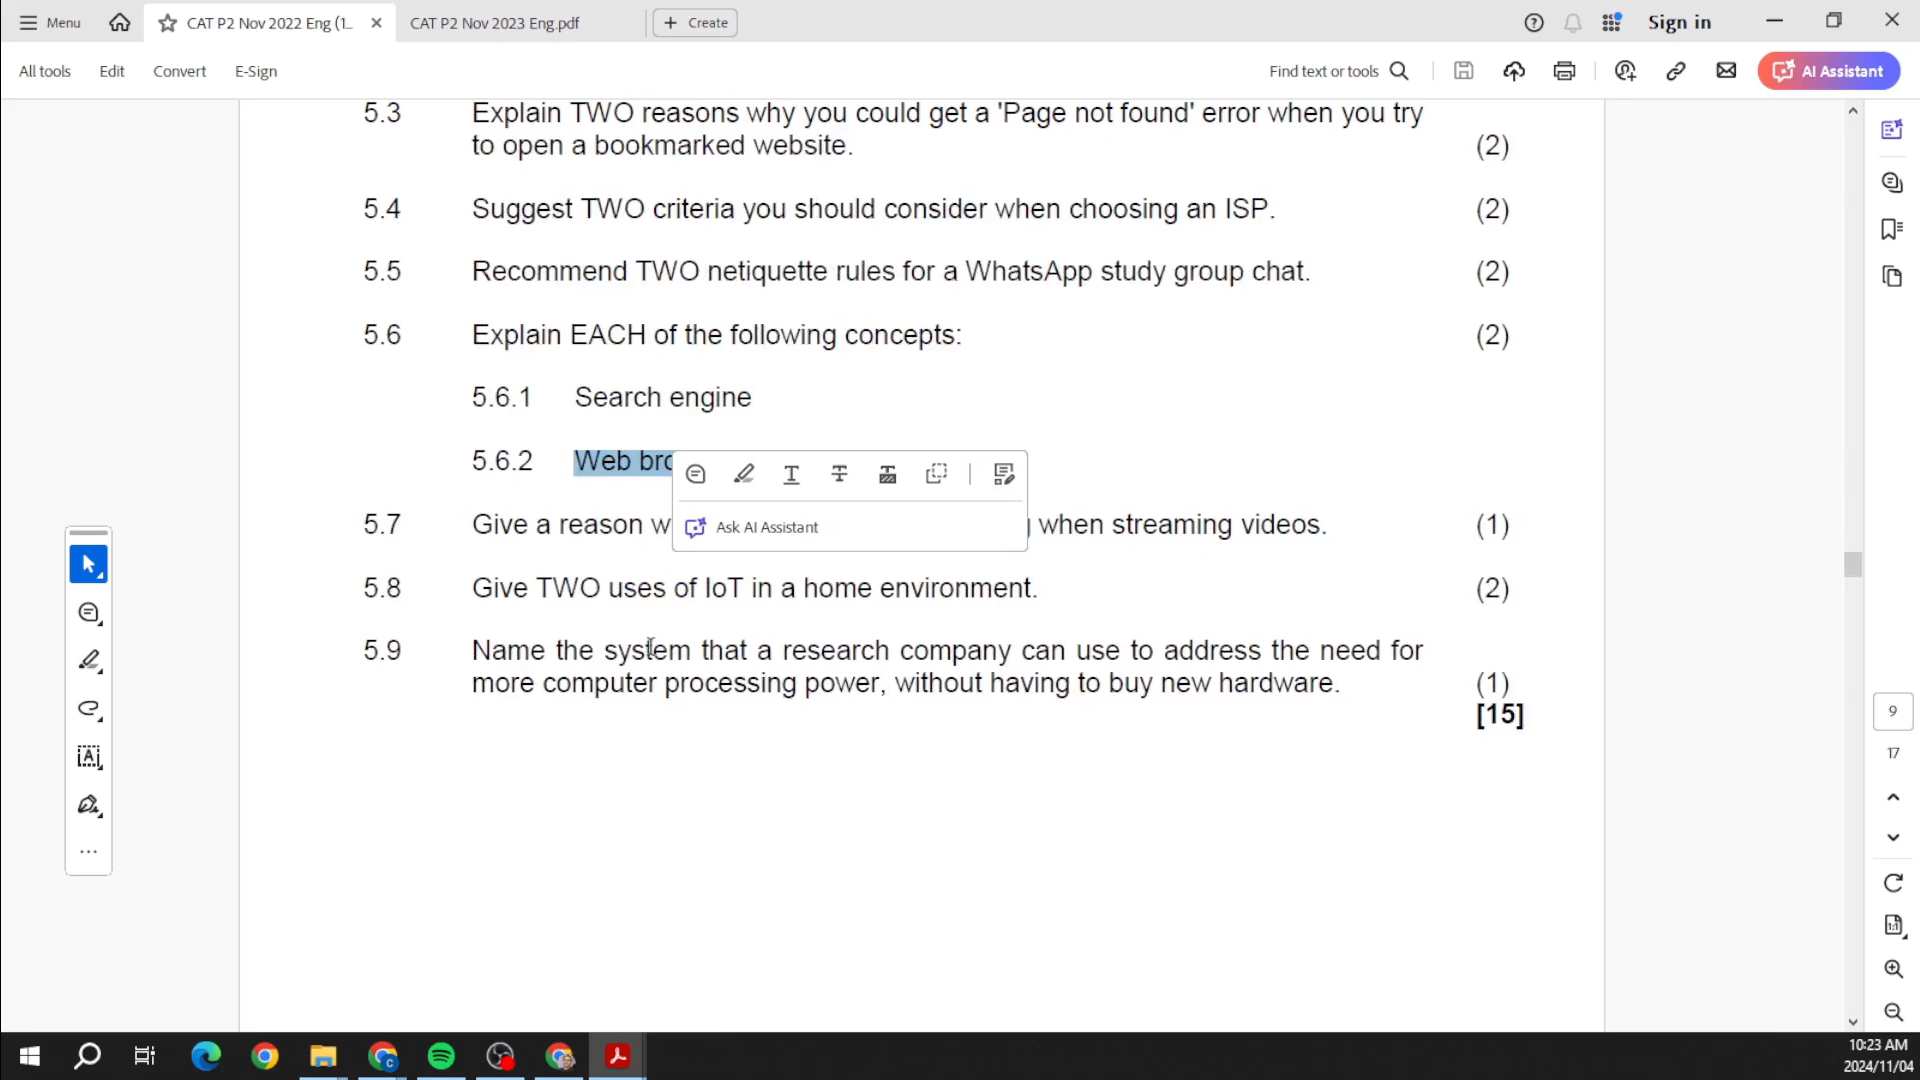 Menu
CAT P2 Nov 2022 Eng (1...
CAT P2 Nov 2023 Eng.pdf
Create
Sign in
All tools
Edit
Convert
E-Sign
Find text or tools
AI Assistant
5.3 Explain TWO reasons why you could get a 'Page not found' error when you try
to open a bookmarked website. (2)
5.4 Suggest TWO criteria you should consider when choosing an ISP. (2)
5.5 Recommend TWO netiquette rules for a WhatsApp study group chat. (2)
5.6 Explain EACH of the following concepts: (2)
5.6.1 Search engine
5.6.2 Web
Ask AI Assistant
5.7 Give a reason when streaming videos. (1)
5.8 Give TWO uses of IoT in a home environment. (2)
5.9 Name the system that a research company can use to address the need for
more computer processing power, without having to buy new hardware. (1)
[15]
9
17
10:23 AM
2024/11/04